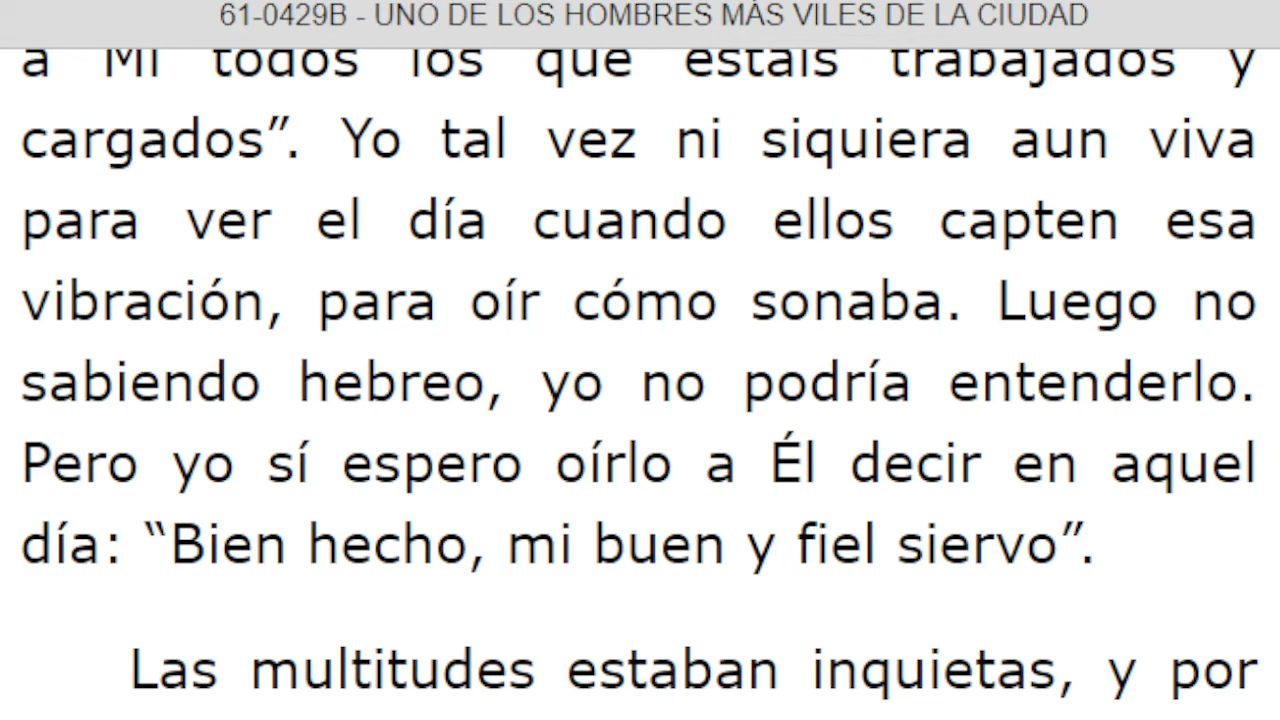 61-0429B - UNO DE LOS HOMBRES MÁS VILES DE LA CIUDAD
a Mí todos los que estáis trabajados y
cargados”. Yo tal vez ni siquiera aun viva
para ver el día cuando ellos capten esa
vibración, para oír cómo sonaba. Luego no
sabiendo hebreo, yo no podría entenderlo.
Pero yo sí espero oírlo a Él decir en aquel
día: “Bien hecho, mi buen y fiel siervo”.
Las multitudes estaban inquietas, y por